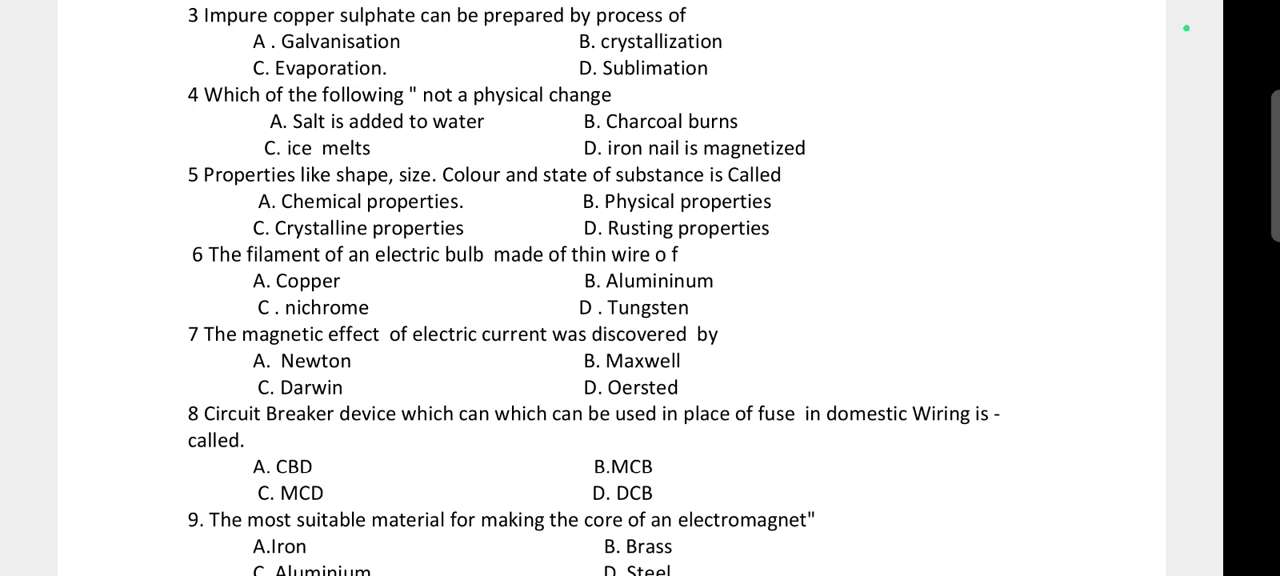 3 Impure copper sulphate can be prepared by process of
A . Galvanisation B. crystallization
C. Evaporation. D. Sublimation
4 Which of the following " not a physical change
A. Salt is added to water B. Charcoal burns
C. ice melts D. iron nail is magnetized
5 Properties like shape, size. Colour and state of substance is Called
A. Chemical properties. B. Physical properties
C. Crystalline properties D. Rusting properties
6 The filament of an electric bulb made of thin wire o f
A. Copper B. Alumininum
C . nichrome D . Tungsten
7 The magnetic effect of electric current was discovered by
A. Newton B. Maxwell
C. Darwin D. Oersted
8 Circuit Breaker device which can which can be used in place of fuse in domestic Wiring is -
called.
A. CBD B.MCB
C. MCD D. DCB
9. The most suitable material for making the core of an electromagnet"
A.Iron B. Brass
C. Aluminium D. Steel